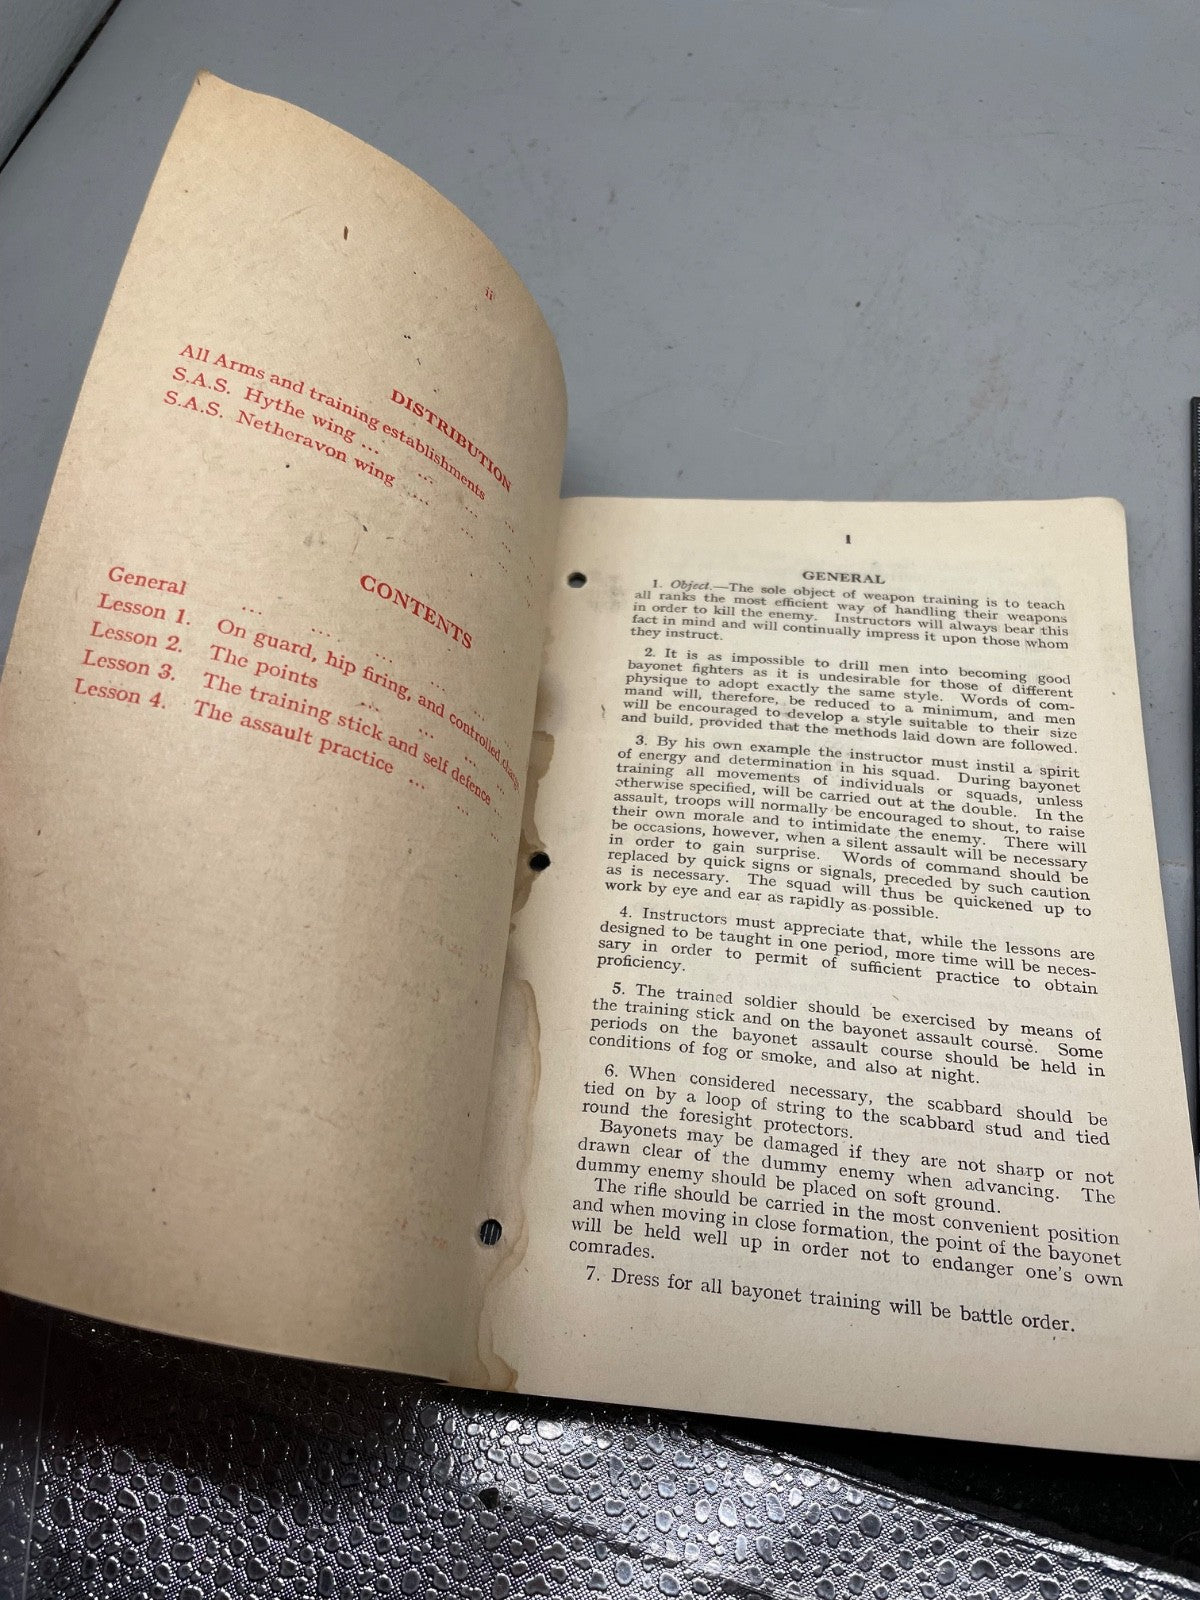 ii
DISTRIBUTION
All Arms and training establishments ... ...
S.A.S. Hythe wing ... ... ... ...
S.A.S. Netheravon wing ... ... ... ...
CONTENTS
General ... ... ... ... ...
Lesson 1. On guard, hip firing, and controlled charge
Lesson 2. The points ... ... ... ...
Lesson 3. The training stick and self defence
Lesson 4. The assault practice ... ... ...
1
GENERAL
1. Object.—The sole object of weapon training is to teach
all ranks the most efficient way of handling their weapons
in order to kill the enemy. Instructors will always bear this
fact in mind and will continually impress it upon those whom
they instruct.
2. It is as impossible to drill men into becoming good
bayonet fighters as it is undesirable for those of different
physique to adopt exactly the same style. Words of com-
mand will, therefore, be reduced to a minimum, and men
will be encouraged to develop a style suitable to their size
and build, provided that the methods laid down are followed.
3. By his own example the instructor must instil a spirit
of energy and determination in his squad. During bayonet
training all movements of individuals or squads, unless
otherwise specified, will be carried out at the double. In the
assault, troops will normally be encouraged to shout, to raise
their own morale and to intimidate the enemy. There will
be occasions, however, when a silent assault will be necessary
in order to gain surprise. Words of command should be
replaced by quick signs or signals, preceded by such caution
as is necessary. The squad will thus be quickened up to
work by eye and ear as rapidly as possible.
4. Instructors must appreciate that, while the lessons are
designed to be taught in one period, more time will be neces-
sary in order to permit of sufficient practice to obtain
proficiency.
5. The trained soldier should be exercised by means of
the training stick and on the bayonet assault course. Some
periods on the bayonet assault course should be held in
conditions of fog or smoke, and also at night.
6. When considered necessary, the scabbard should be
tied on by a loop of string to the scabbard stud and tied
round the foresight protectors.
Bayonets may be damaged if they are not sharp or not
drawn clear of the dummy enemy when advancing. The
dummy enemy should be placed on soft ground.
The rifle should be carried in the most convenient position
and when moving in close formation, the point of the bayonet
will be held well up in order not to endanger one's own
comrades.
7. Dress for all bayonet training will be battle order.